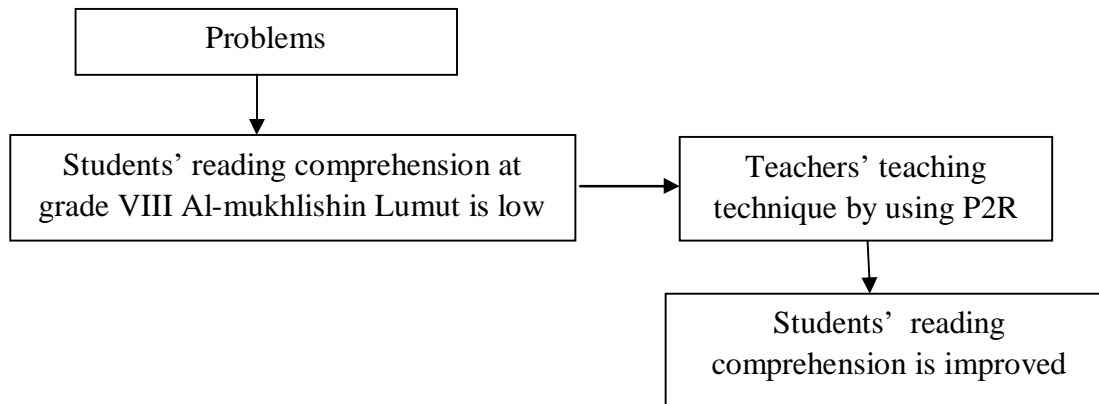 Problems
Students’ reading comprehension at
grade VIII Al-mukhlishin Lumut is low
Teachers’ teaching
technique by using P2R
Students’ reading
comprehension is improved